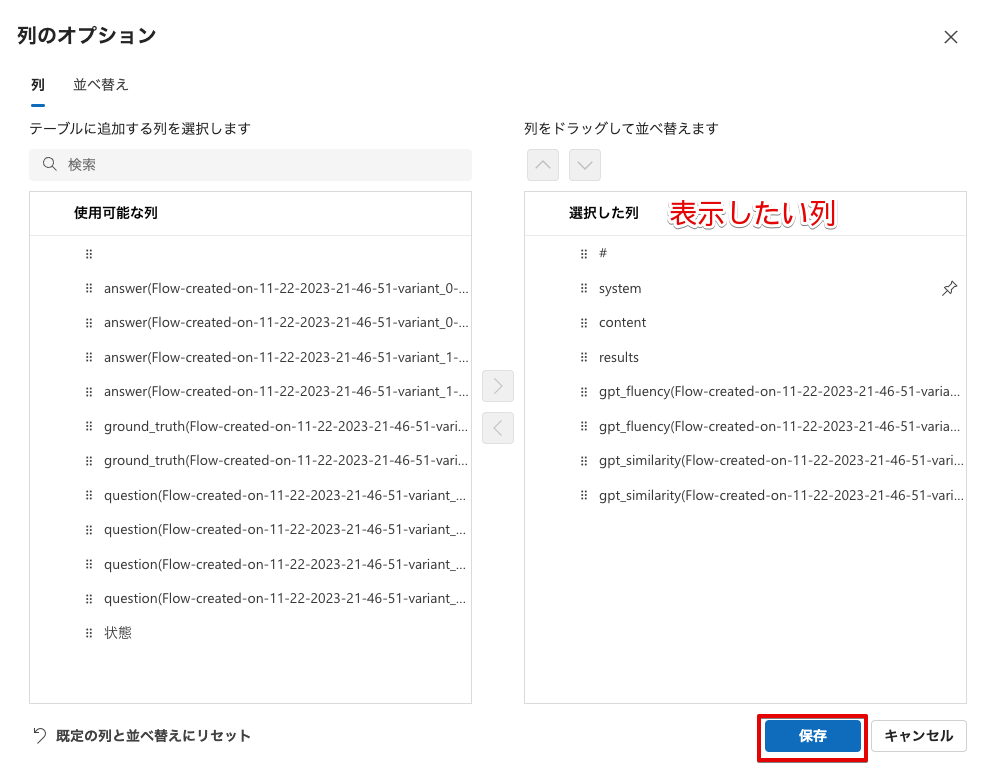 列のオプション
列 並べ替え
テーブルに追加する列を選択します
検索
使用可能な列
answer(Flow-created-on-11-22-2023-21-46-51-variant_0-...
answer(Flow-created-on-11-22-2023-21-46-51-variant_0-...
answer(Flow-created-on-11-22-2023-21-46-51-variant_1-...
answer(Flow-created-on-11-22-2023-21-46-51-variant_1-...
ground_truth(Flow-created-on-11-22-2023-21-46-51-vari...
ground_truth(Flow-created-on-11-22-2023-21-46-51-vari...
question(Flow-created-on-11-22-2023-21-46-51-variant_...
question(Flow-created-on-11-22-2023-21-46-51-variant_...
question(Flow-created-on-11-22-2023-21-46-51-variant_...
question(Flow-created-on-11-22-2023-21-46-51-variant_...
状態
列をドラッグして並べ替えます
選択した列 表示したい列
#
system
content
results
gpt_fluency(Flow-created-on-11-22-2023-21-46-51-varia...
gpt_fluency(Flow-created-on-11-22-2023-21-46-51-varia...
gpt_similarity(Flow-created-on-11-22-2023-21-46-51-vari...
gpt_similarity(Flow-created-on-11-22-2023-21-46-51-vari...
既定の列と並べ替えにリセット
保存 キャンセル